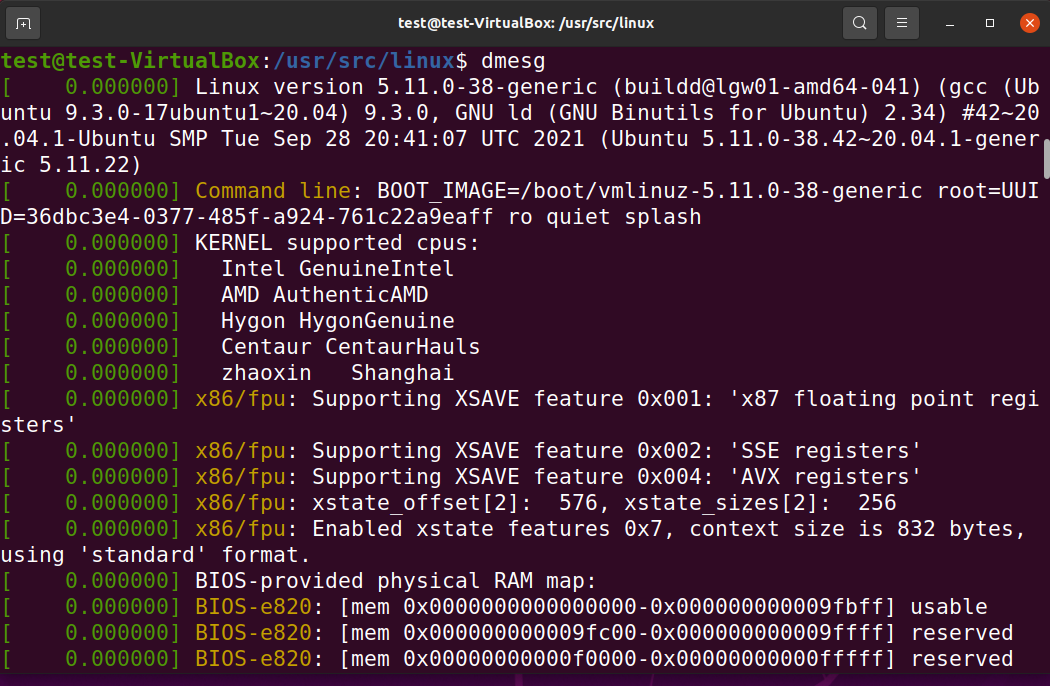 test@test-VirtualBox: /usr/src/linux
test@test-VirtualBox:/usr/src/linux$ dmesg
[    0.000000] Linux version 5.11.0-38-generic (buildd@lgw01-amd64-041) (gcc (Ub
untu 9.3.0-17ubuntu1~20.04) 9.3.0, GNU ld (GNU Binutils for Ubuntu) 2.34) #42~20
.04.1-Ubuntu SMP Tue Sep 28 20:41:07 UTC 2021 (Ubuntu 5.11.0-38.42~20.04.1-gener
ic 5.11.22)
[    0.000000] Command line: BOOT_IMAGE=/boot/vmlinuz-5.11.0-38-generic root=UUI
D=36dbc3e4-0377-485f-a924-761c22a9eaff ro quiet splash
[    0.000000] KERNEL supported cpus:
[    0.000000]   Intel GenuineIntel
[    0.000000]   AMD AuthenticAMD
[    0.000000]   Hygon HygonGenuine
[    0.000000]   Centaur CentaurHauls
[    0.000000]   zhaoxin   Shanghai
[    0.000000] x86/fpu: Supporting XSAVE feature 0x001: 'x87 floating point regi
sters'
[    0.000000] x86/fpu: Supporting XSAVE feature 0x002: 'SSE registers'
[    0.000000] x86/fpu: Supporting XSAVE feature 0x004: 'AVX registers'
[    0.000000] x86/fpu: xstate_offset[2]:  576, xstate_sizes[2]:  256
[    0.000000] x86/fpu: Enabled xstate features 0x7, context size is 832 bytes,
using 'standard' format.
[    0.000000] BIOS-provided physical RAM map:
[    0.000000] BIOS-e820: [mem 0x0000000000000000-0x000000000009fbff] usable
[    0.000000] BIOS-e820: [mem 0x000000000009fc00-0x000000000009ffff] reserved
[    0.000000] BIOS-e820: [mem 0x00000000000f0000-0x00000000000fffff] reserved